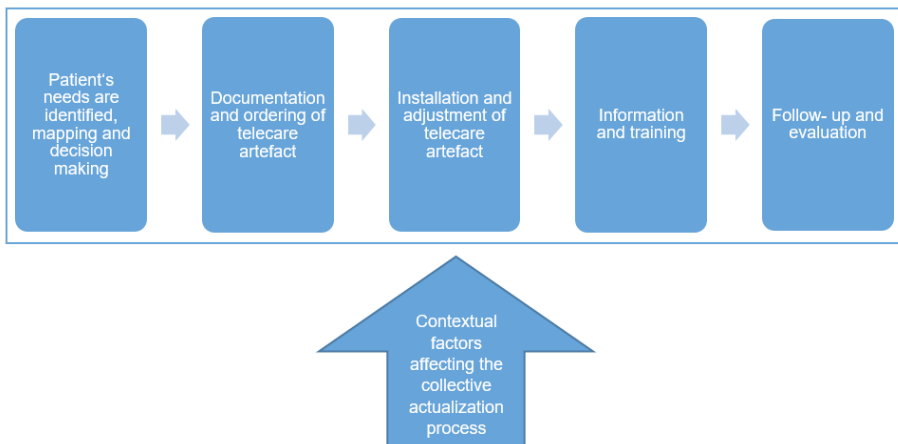 Patient's
needs are
identified,
mapping and
decision
making
Documentation
and ordering of
telecare
artefact
Installation and
adjustment of
telecare
artefact
Information
and training
Follow- up and
evaluation
Contextual
factors
affecting the
collective
actualization
process